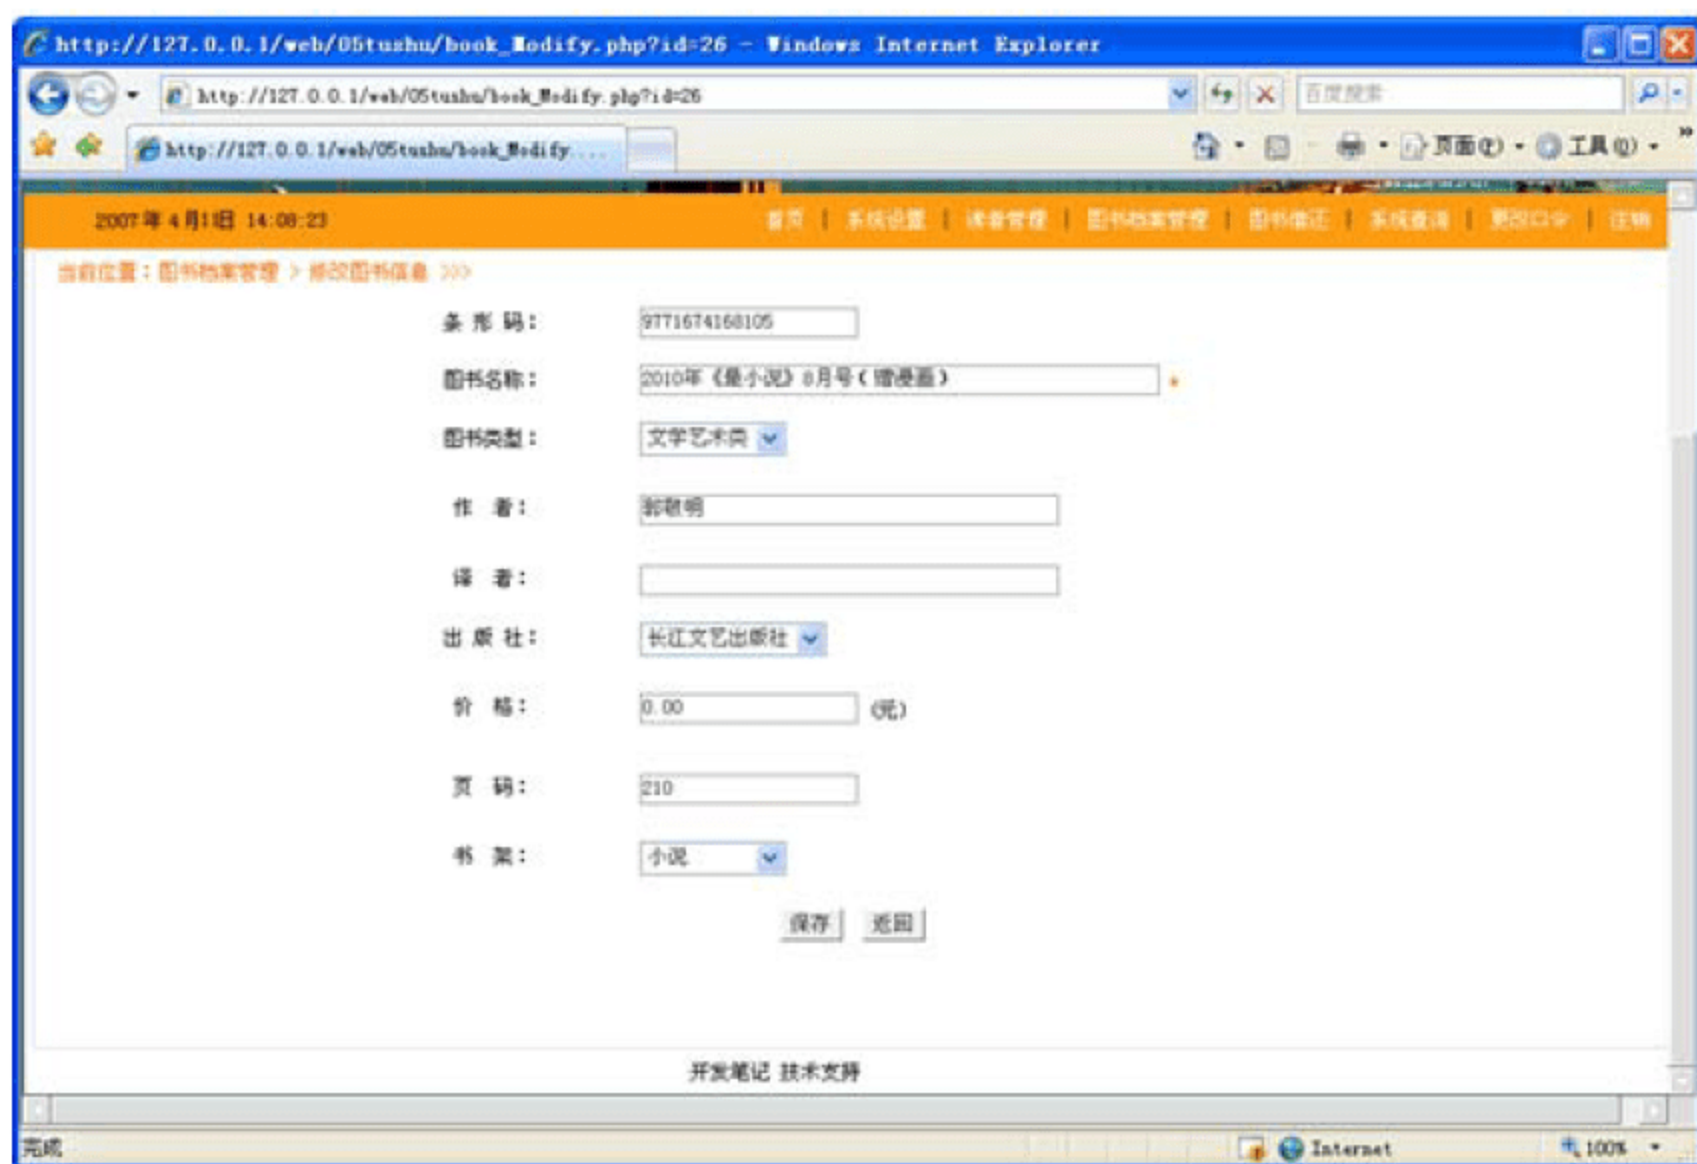 http://127.0.0.1/web/05tushu/book_Modify.php?id=26 - Windows Internet Explorer
http://127.0.0.1/web/05tushu/book_Modify.php?id=26 百度搜索
http://127.0.0.1/web/05tushu/book_Modify.... 页面(P) 工具(O)
2007年4月11日 14:08:23 首页 | 系统设置 | 读者管理 | 图书档案管理 | 图书借还 | 系统查询 | 更改口令 | 注销
当前位置：图书档案管理 > 修改图书信息 >>>
条 形 码： 9771674168105
图书名称： 2010年《最小说》8月号（赠漫画） *
图书类型： 文学艺术类
作 者： 郭敬明
译 者：
出 版 社： 长江文艺出版社
价 格： 0.00 (元)
页 码： 210
书 架： 小说
保存 返回
开发笔记 技术支持
完成 Internet 100%